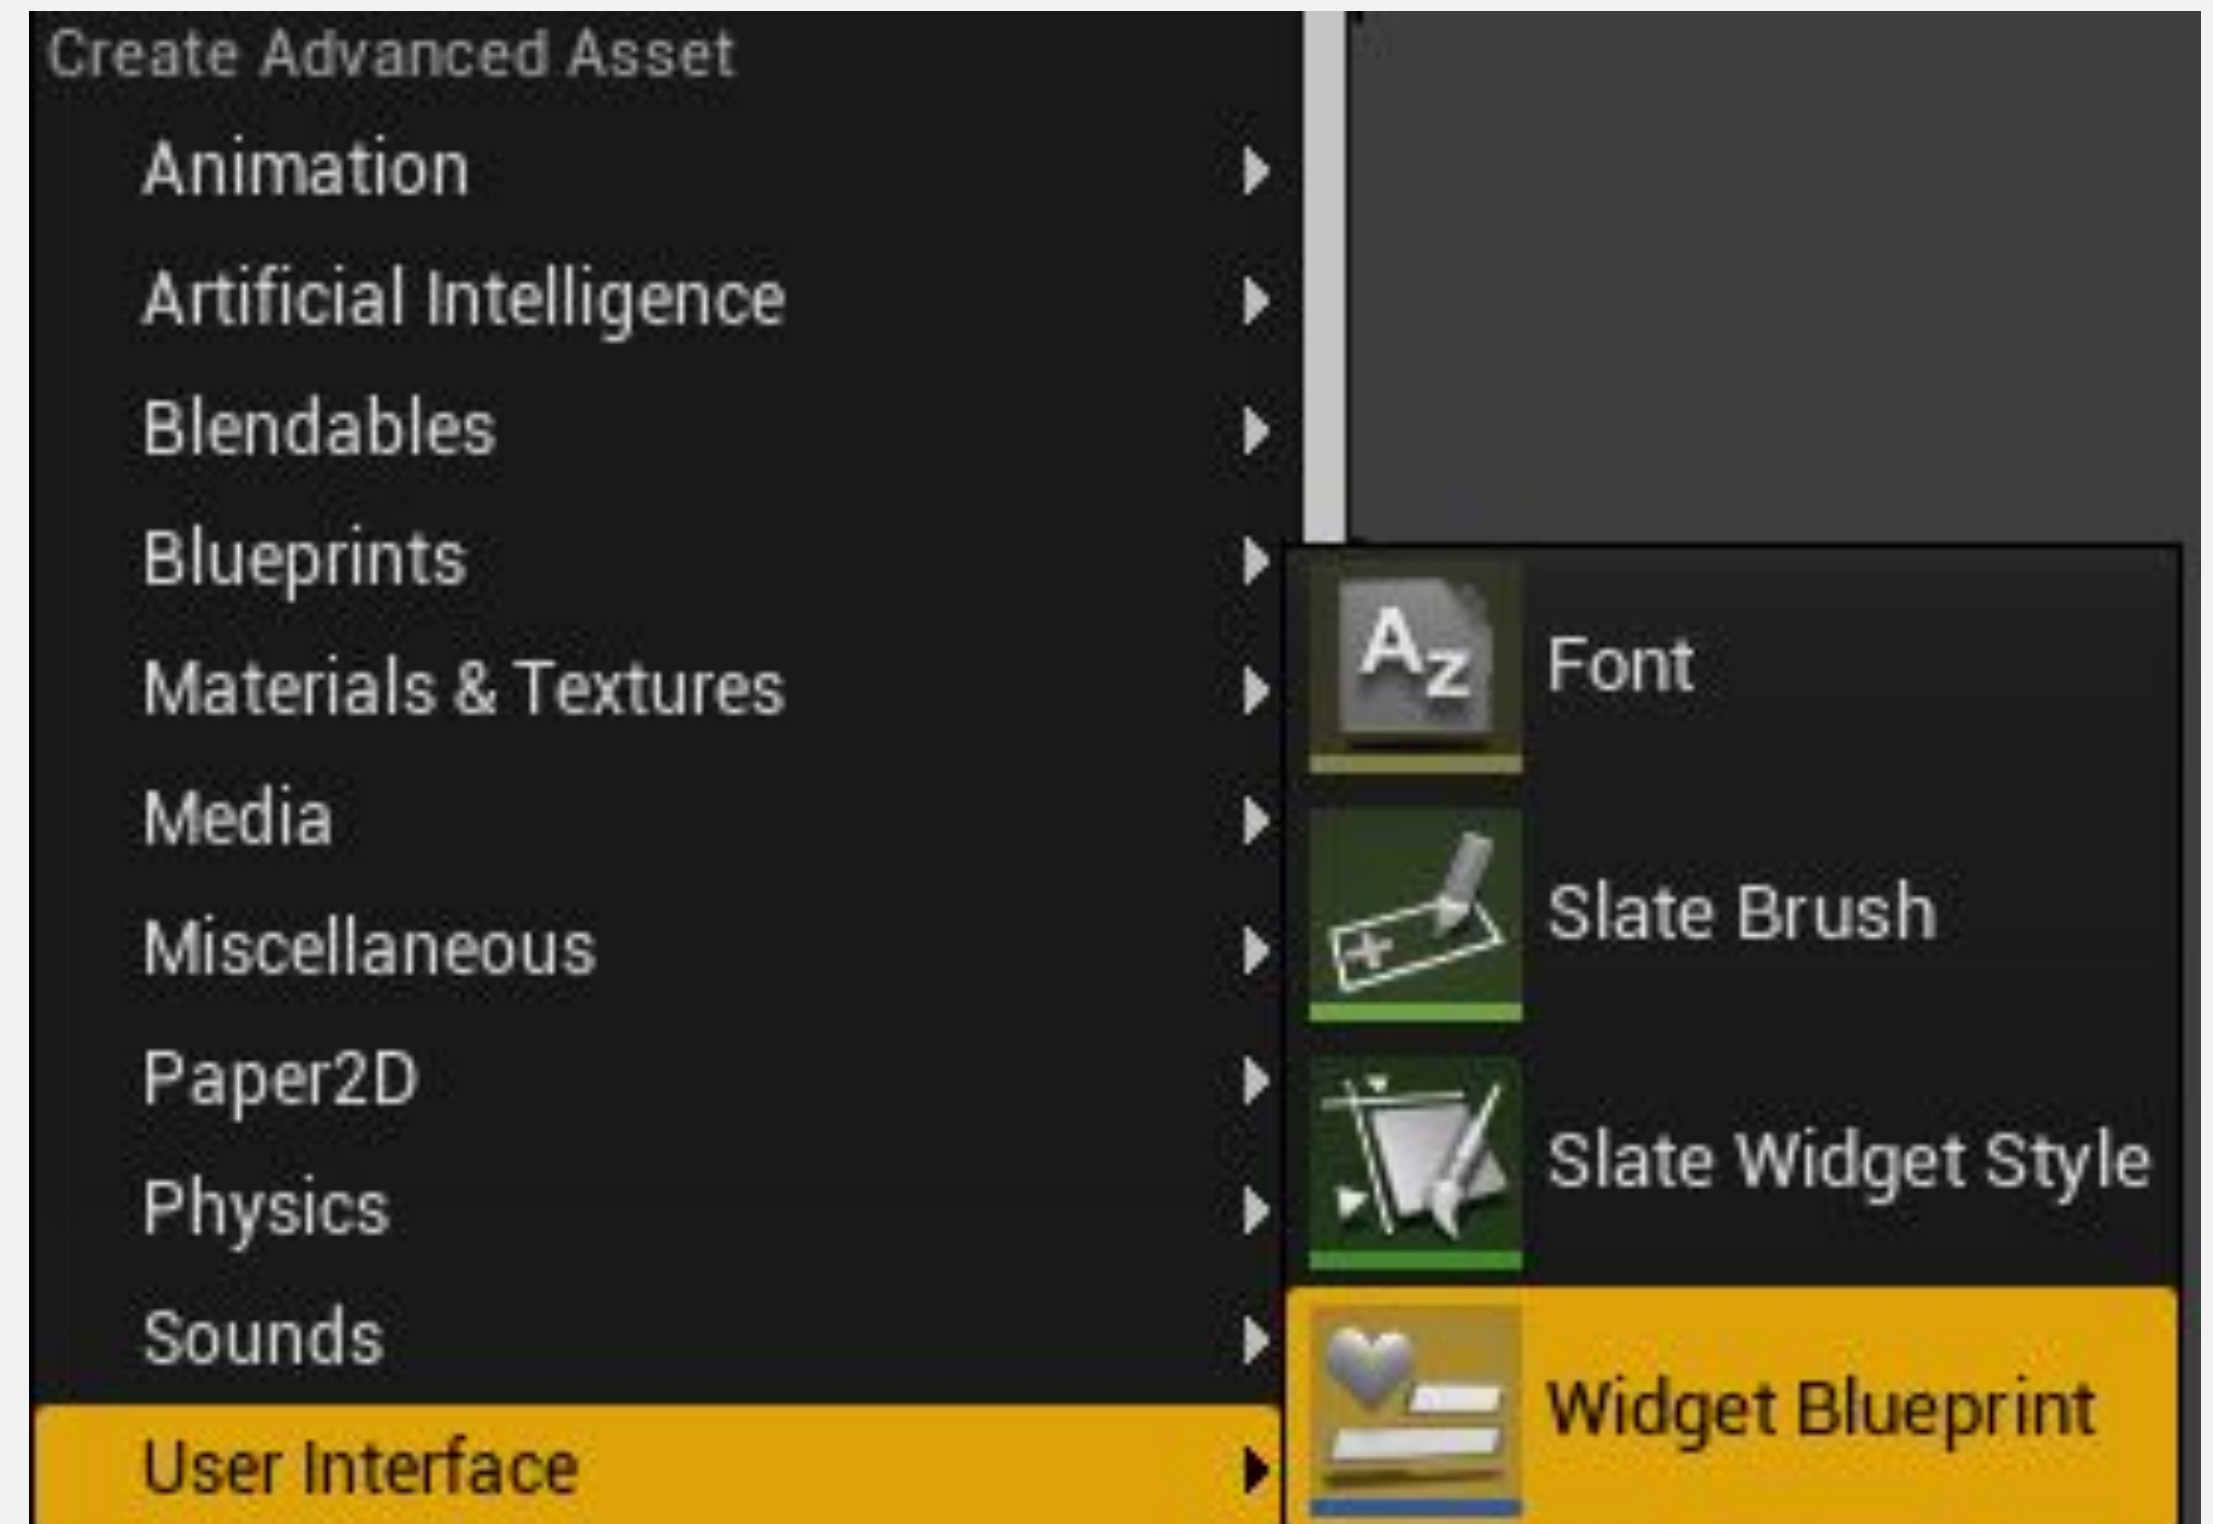 Create Advanced Asset
Animation
Artificial Intelligence
Blendables
Blueprints
Materials & Textures
Media
Miscellaneous
Paper2D
Physics
Sounds
User Interface
Az
Font
Slate Brush
Slate Widget Style
Widget Blueprint